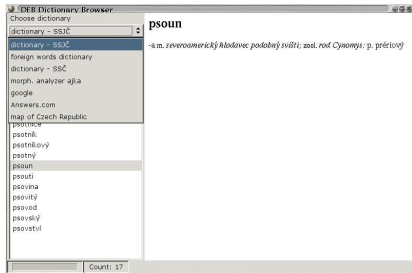 DEB Dictionary Browser
Choose dictionary
dictionary - SSJČ
dictionary - SSJČ
foreign words dictionary
dictionary - SSČ
morph. analyzer ajka
google
Answers.com
map of Czech Republic
psotnice
psotník
psotníkový
psotný
psoun
psouti
psovina
psovitý
psovod
psovský
psovství
Count: 17
psoun
-a m. severoamerický hlodavec podobný svišti; zool. rod Cynomys: p. prériový